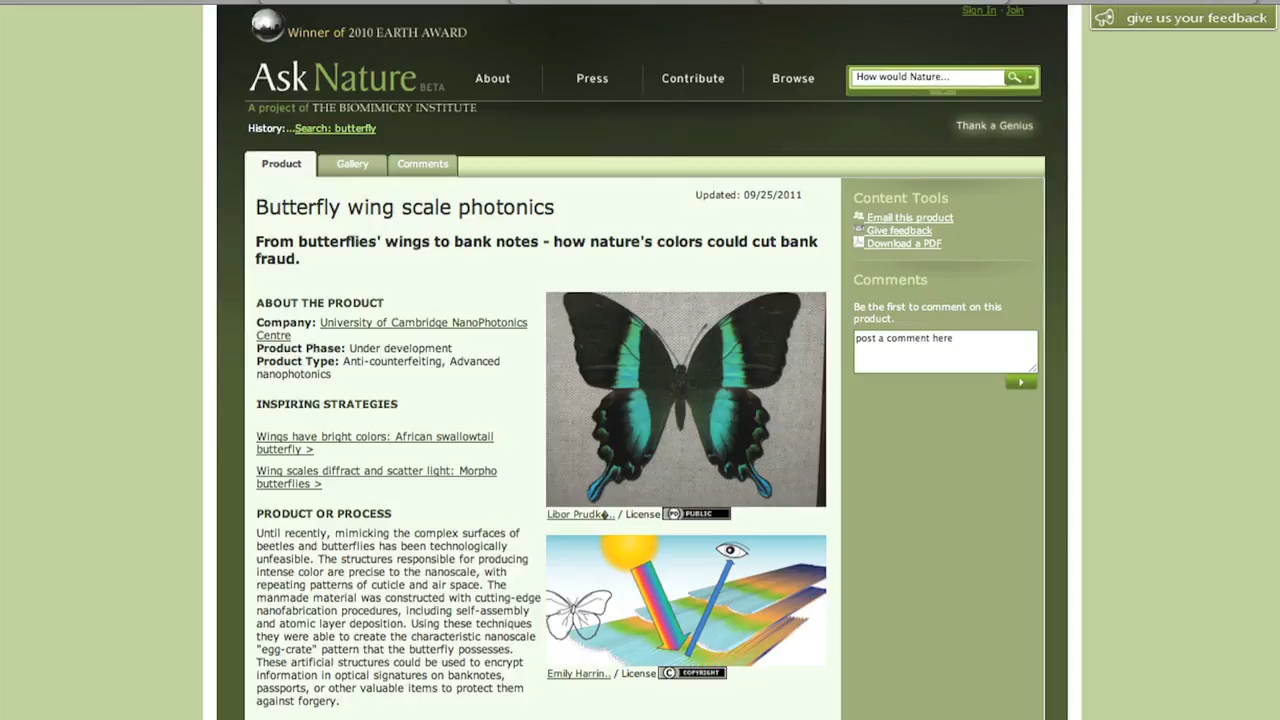 Sign In · Join
give us your feedback
Winner of 2010 EARTH AWARD
Ask Nature BETA
About
Press
Contribute
Browse
How would Nature...
A project of THE BIOMIMICRY INSTITUTE
History:...Search: butterfly
Thank a Genius
Product
Gallery
Comments
Updated: 09/25/2011
Butterfly wing scale photonics
From butterflies' wings to bank notes - how nature's colors could cut bank
fraud.
ABOUT THE PRODUCT
Company: University of Cambridge NanoPhotonics
Centre
Product Phase: Under development
Product Type: Anti-counterfeiting, Advanced
nanophotonics
INSPIRING STRATEGIES
Wings have bright colors: African swallowtail
butterfly >
Wing scales diffract and scatter light: Morpho
butterflies >
PRODUCT OR PROCESS
Until recently, mimicking the complex surfaces of
beetles and butterflies has been technologically
unfeasible. The structures responsible for producing
intense color are precise to the nanoscale, with
repeating patterns of cuticle and air space. The
manmade material was constructed with cutting-edge
nanofabrication procedures, including self-assembly
and atomic layer deposition. Using these techniques
they were able to create the characteristic nanoscale
"egg-crate" pattern that the butterfly possesses.
These artificial structures could be used to encrypt
information in optical signatures on banknotes,
passports, or other valuable items to protect them
against forgery.
Libor Prudk�.. / License PD PUBLIC
Emily Harrin.. / License C COPYRIGHT
Content Tools
Email this product
Give feedback
Download a PDF
Comments
Be the first to comment on this
product.
post a comment here